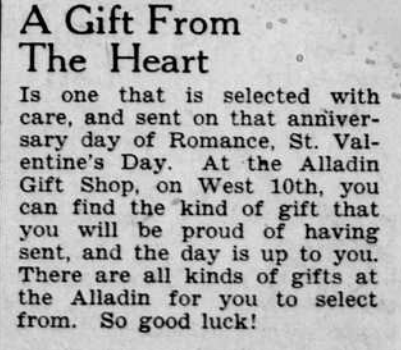 A Gift From
The Heart
Is one that is selected with
care, and sent on that anniver-
sary day of Romance, St. Val-
entine's Day. At the Alladin
Gift Shop, on West 10th, you
can find the kind of gift that
you will be proud of having
sent, and the day is up to you.
There are all kinds of gifts at
the Alladin for you to select
from. So good luck!